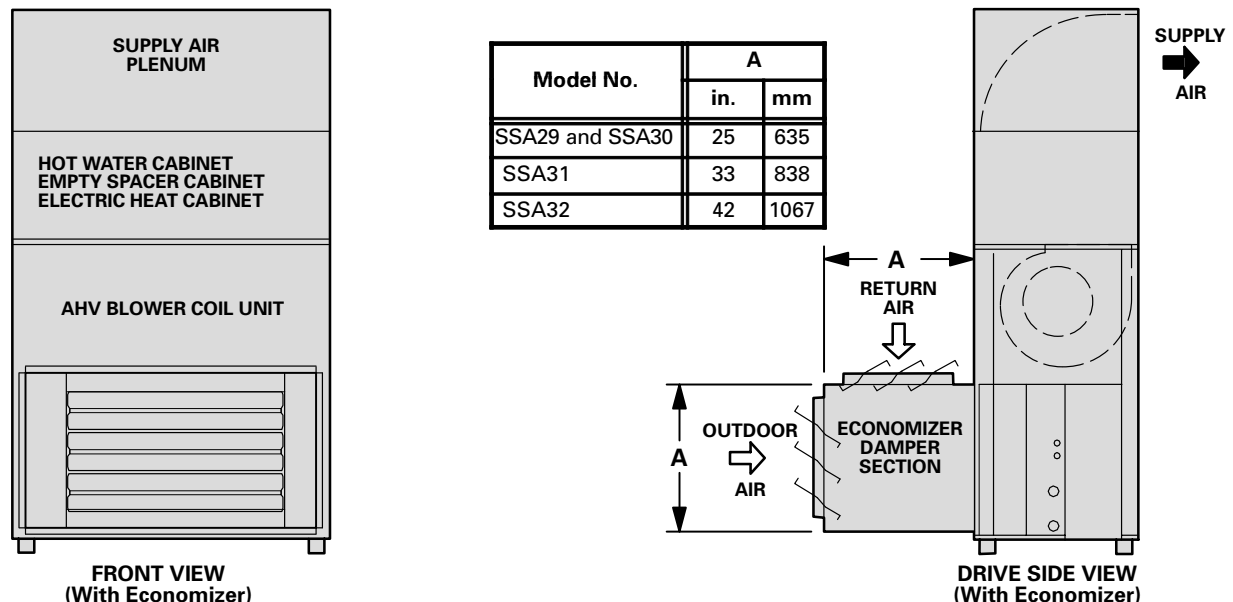 SUPPLY AIR
PLENUM
HOT WATER CABINET
EMPTY SPACER CABINET
ELECTRIC HEAT CABINET
AHV BLOWER COIL UNIT
FRONT VIEW
(With Economizer)
Model No. A
in. mm
SSA29 and SSA30 25 635
SSA31 33 838
SSA32 42 1067
SUPPLY
AIR
A
RETURN
AIR
OUTDOOR
AIR
A
ECONOMIZER
DAMPER
SECTION
DRIVE SIDE VIEW
(With Economizer)